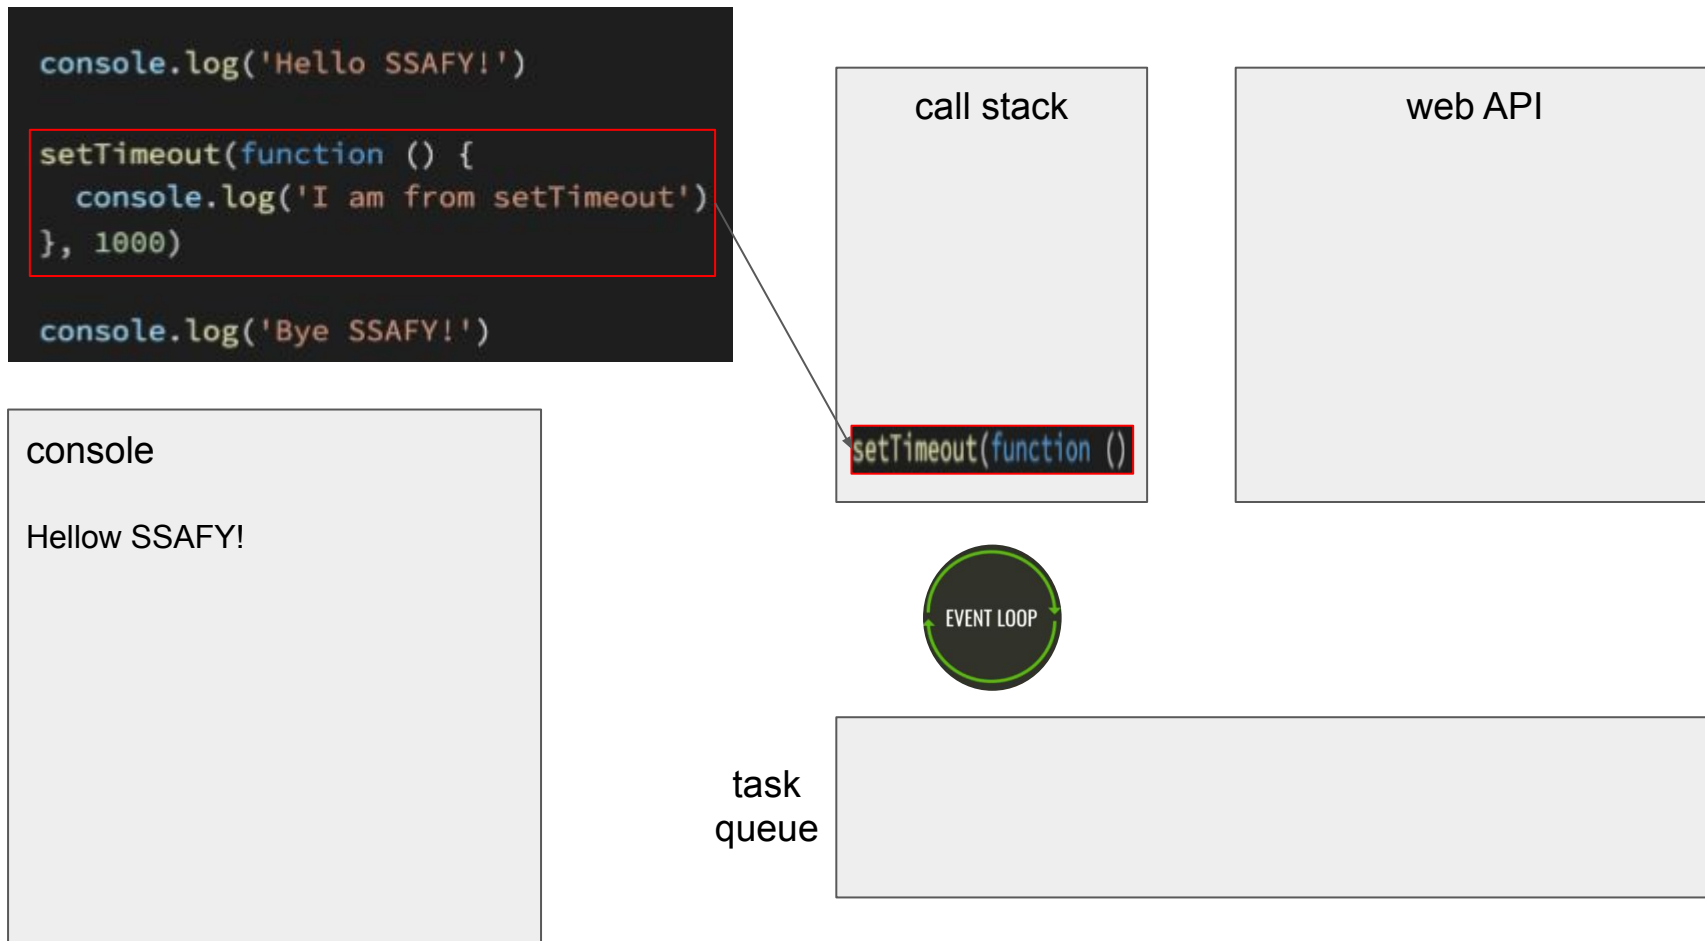 console.log('Hello SSAFY!')
setTimeout(function () {
  console.log('I am from setTimeout')
}, 1000)
console.log('Bye SSAFY!')
call stack
setTimeout(function ()
web API
console
Hellow SSAFY!
EVENT LOOP
task
queue